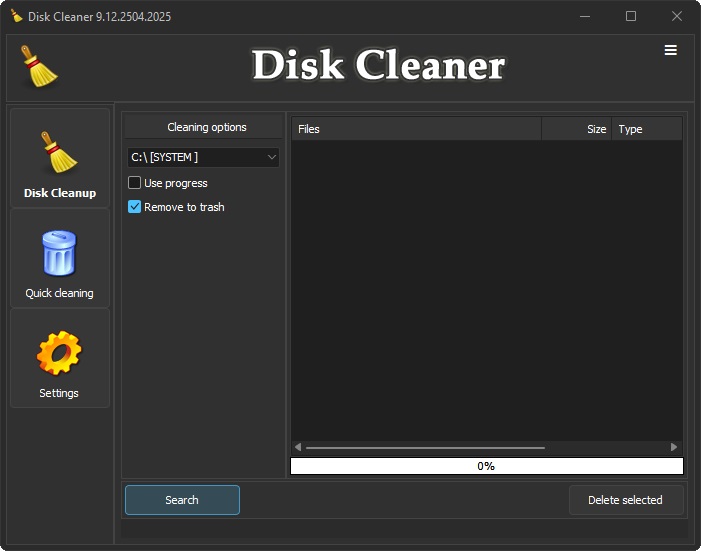 Disk Cleaner 9.12.2504.2025
Disk Cleaner
Disk Cleanup
Quick cleaning
Settings
Cleaning options
C:\ [SYSTEM ]
Use progress
Remove to trash
Files Size Type
0%
Search
Delete selected